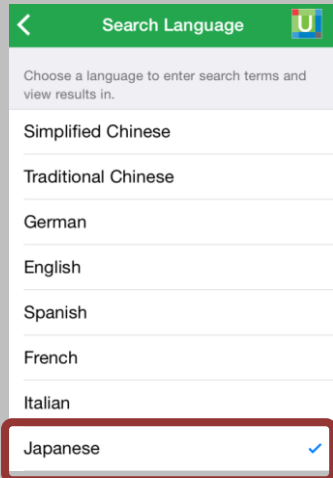 Search Language
U
Choose a language to enter search terms and
view results in.
Simplified Chinese
Traditional Chinese
German
English
Spanish
French
Italian
Japanese